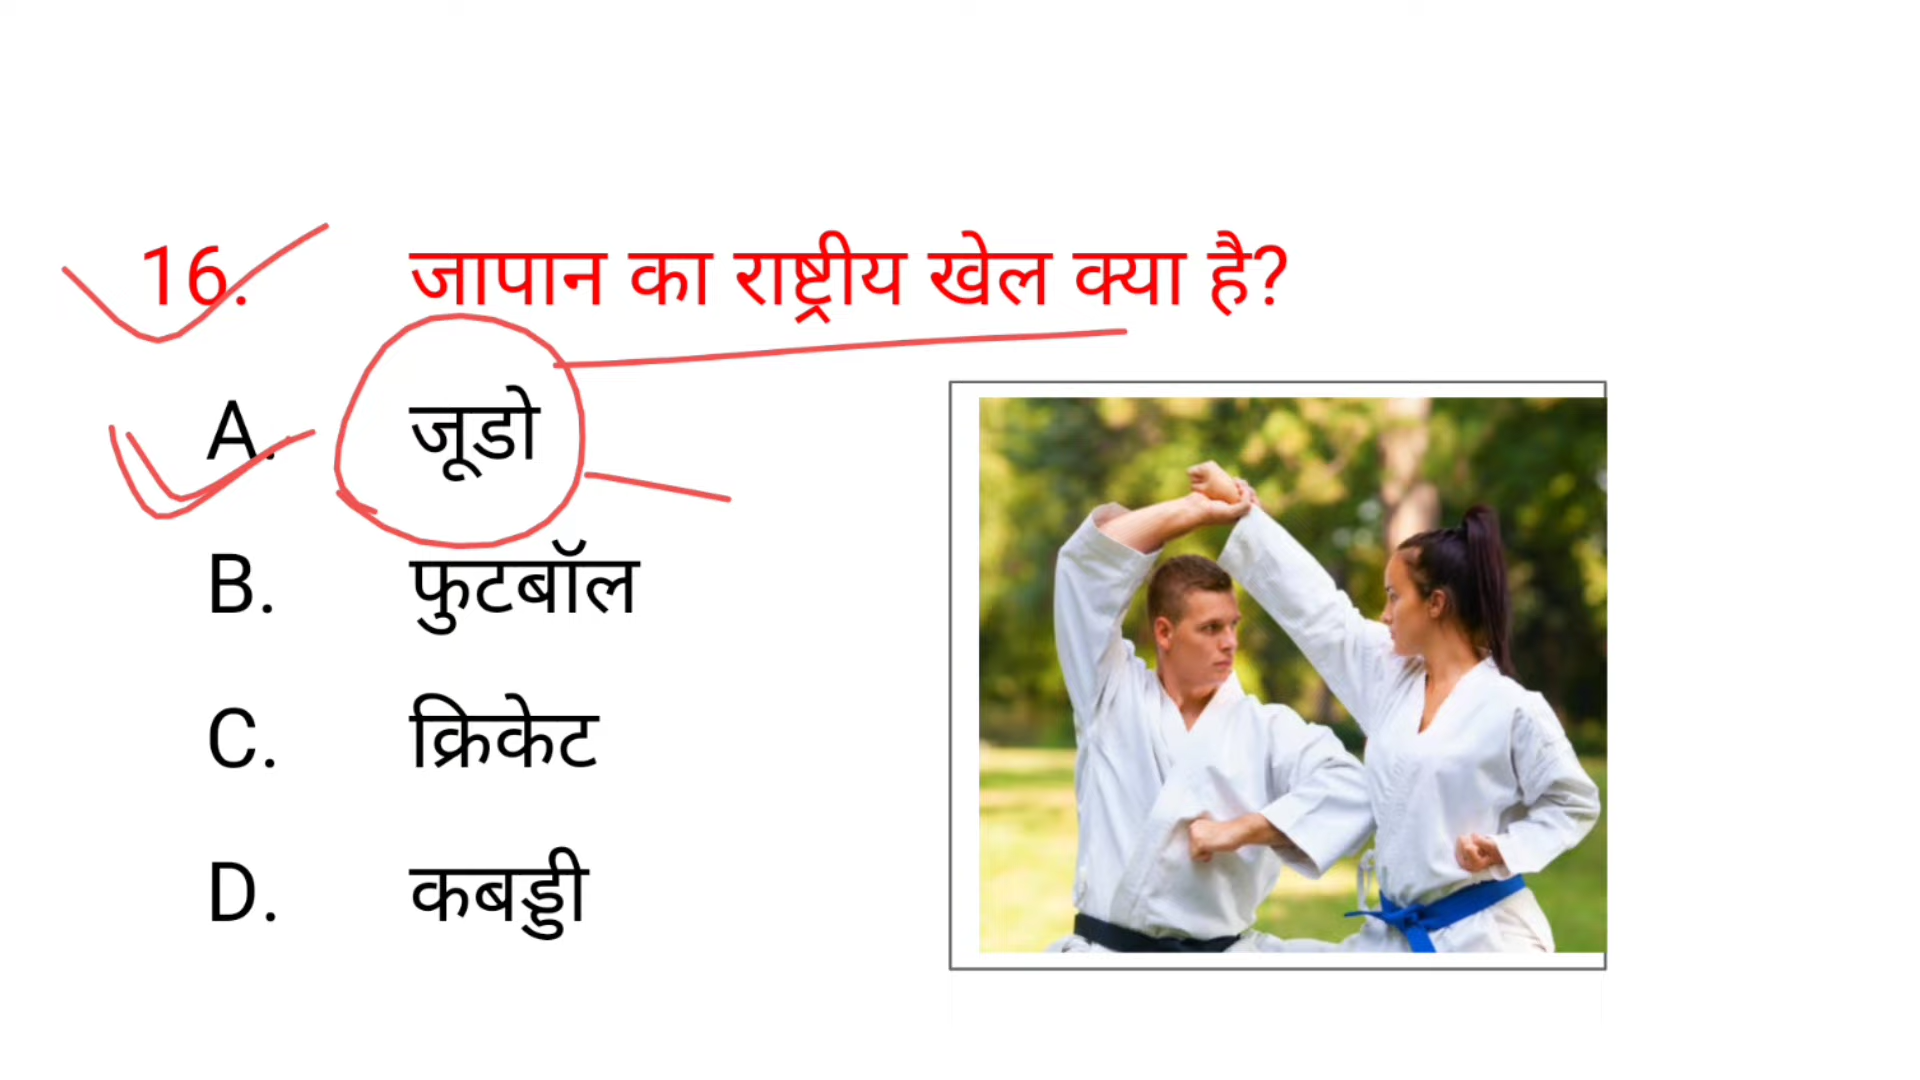 16. जापान का राष्ट्रीय खेल क्या है?
A. जूडो
B. फुटबॉल
C. क्रिकेट
D. कबड्डी